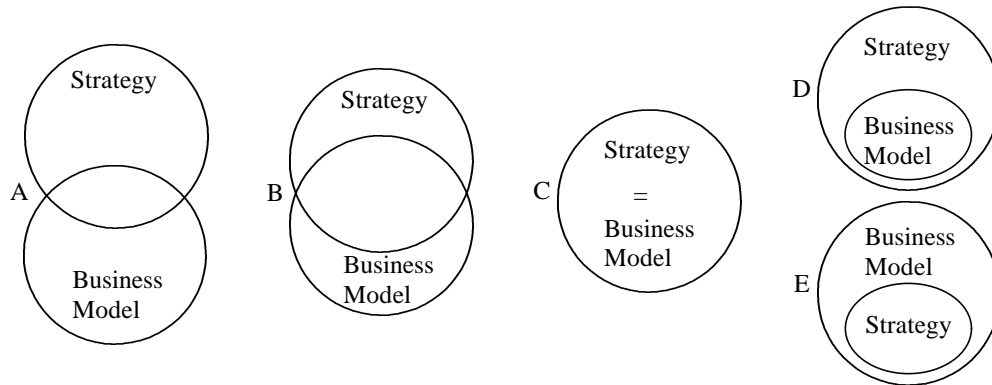 A
Strategy
Business
Model
B
Strategy
Business
Model
C
Strategy
=
Business
Model
D
Strategy
Business
Model
E
Business
Model
Strategy